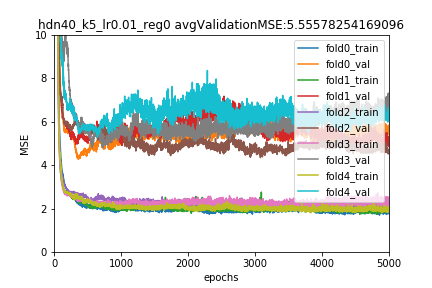 hdn40_k5_lr0.01_reg0 avgValidationMSE:5.55578254169096
10
8
6
4
2
0
MSE
0 1000 2000 3000 4000 5000
epochs
fold0_train
fold0_val
fold1_train
fold1_val
fold2_train
fold2_val
fold3_train
fold3_val
fold4_train
fold4_val